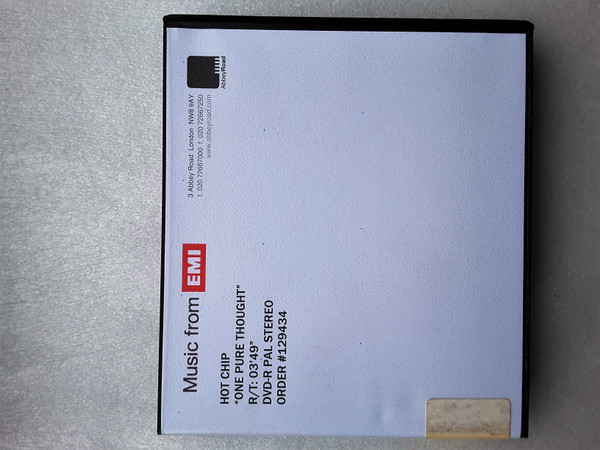 Music from EMI
AbbeyRoad
3 Abbey Road London NW8 9AY
t. 020 72667000 f. 020 72667250
www.abbeyroad.com
HOT CHIP
"ONE PURE THOUGHT"
R/T: 03'49"
DVD-R PAL STEREO
ORDER #129434